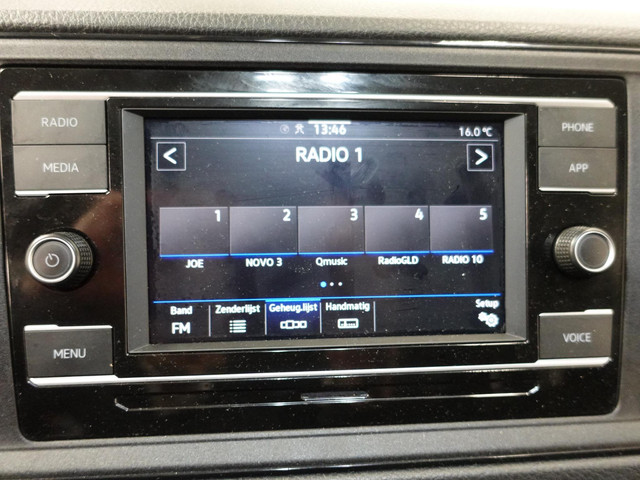 13:46
16.0 °C
RADIO
MEDIA
PHONE
APP
RADIO 1
1 2 3 4 5
JOE NOVO 3 Qmusic RadioGLD RADIO 10
Band Zenderlijst Geheug.lijst Handmatig Setup
FM
MENU
VOICE